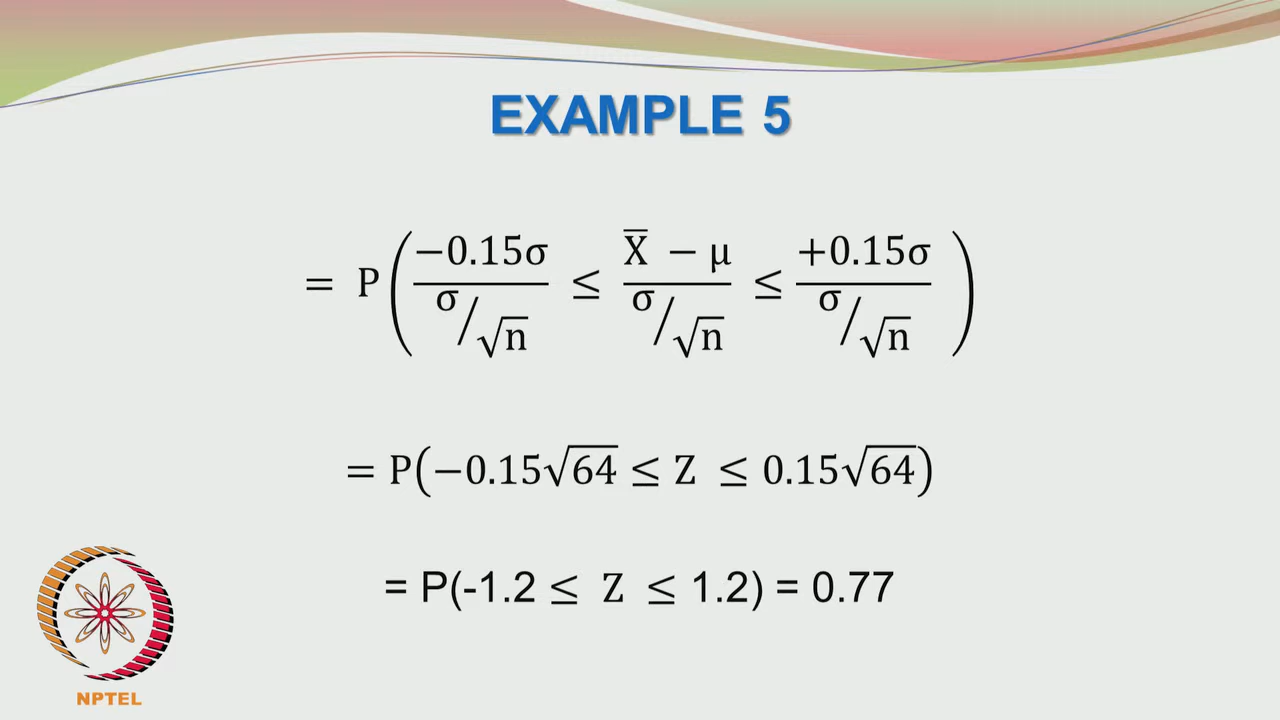 EXAMPLE 5
= P(−0.15σ / σ/√n ≤ X̅ − μ / σ/√n ≤ +0.15σ / σ/√n)
= P(−0.15√64 ≤ Z ≤ 0.15√64)
= P(-1.2 ≤ Z ≤ 1.2) = 0.77
NPTEL